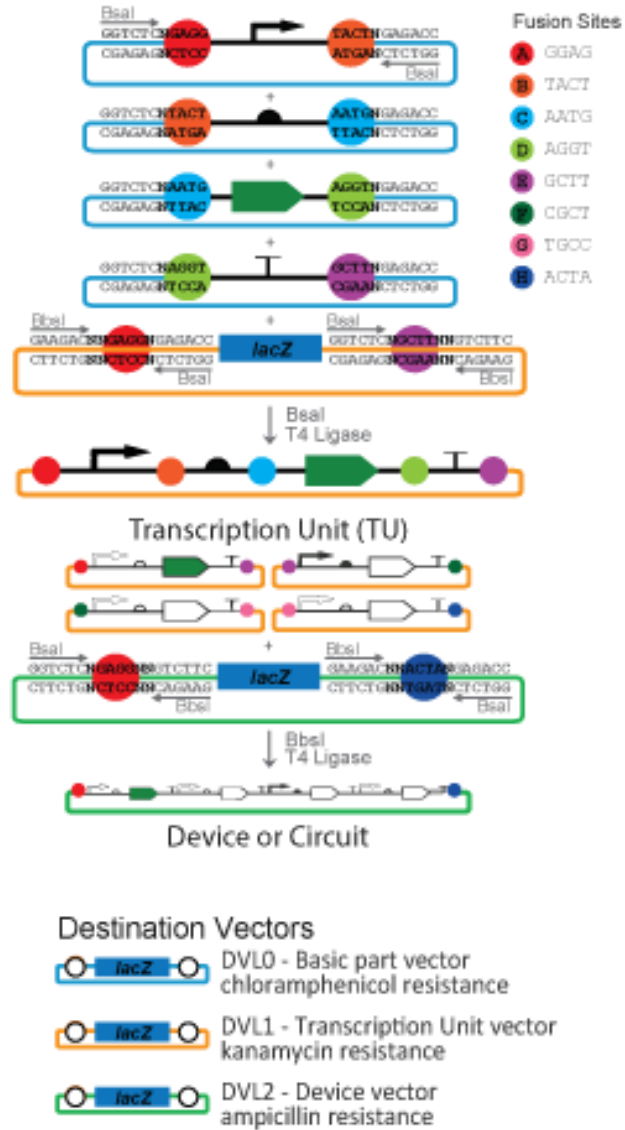 BsaI
GGTCTCNGAGG TACTNGAGACC
CGAGAGNCTCC ATGANCTCTGG
BsaI
+
GGTCTCNTACT AATGNGAGACC
CGAGAGNATGA TTACNCTCTGG
+
GGTCTCNAATG AGGTNGAGACC
CGAGAGNTTAC TCCANCTCTGG
+
GGTCTCNAGGT GCTTNGAGACC
CGAGAGNTCCA CGAANCTCTGG
+
BbsI BsaI
GAAGACNNGAGGNGAGACC lacZ GGTCTCNGCTTNNGTCTTC
CTTCTGNNCTCCNCTCTGG CGAGAGNCGAANNCAGAAG
BsaI BbsI
BsaI
T4 Ligase
Transcription Unit (TU)
+
BsaI BbsI
GGTCTCNGAGGNNGTCTTC lacZ GAAGACNNACTANGAGACC
CTTCTGNCTCCNNCAGAAG CTTCTGNNTGATNCTCTGG
BbsI BsaI
BbsI
T4 Ligase
Device or Circuit
Fusion Sites
A GGAG
B TACT
C AATG
D AGGT
E GCTT
F CGCT
G TGCC
H ACTA
Destination Vectors
lacZ DVL0 - Basic part vector
chloramphenicol resistance
lacZ DVL1 - Transcription Unit vector
kanamycin resistance
lacZ DVL2 - Device vector
ampicillin resistance